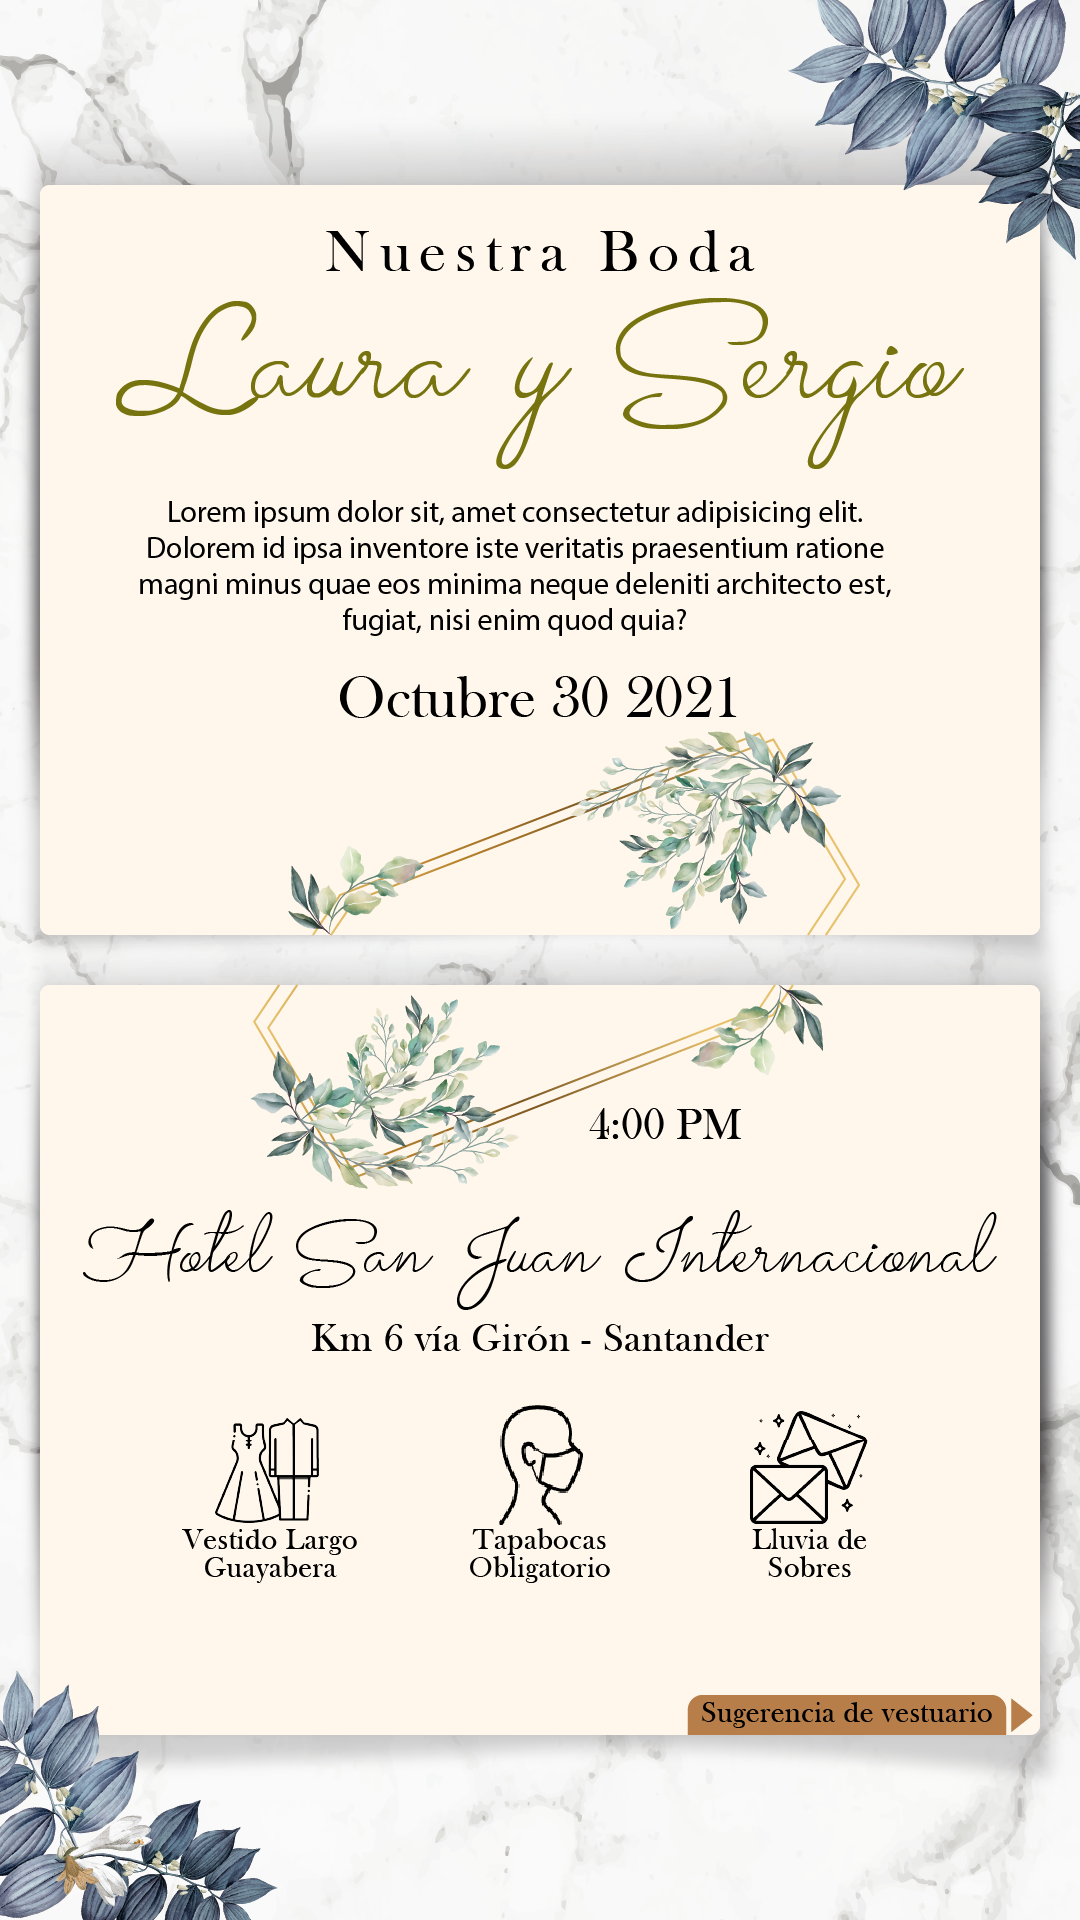 Nuestra Boda
Laura y Sergio
Lorem ipsum dolor sit, amet consectetur adipisicing elit.
Dolorem id ipsa inventore iste veritatis praesentium ratione
magni minus quae eos minima neque deleniti architecto est,
fugiat, nisi enim quod quia?
Octubre 30 2021
4:00 PM
Hotel San Juan Internacional
Km 6 vía Girón - Santander
Vestido Largo
Guayabera
Tapabocas
Obligatorio
Lluvia de
Sobres
Sugerencia de vestuario